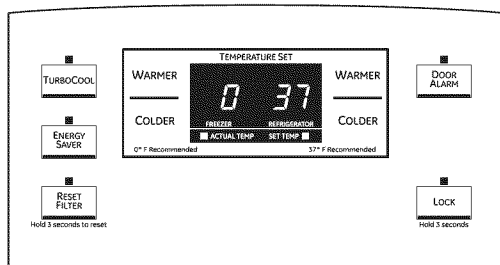 TEMPERATURE SET
TURBOCOOL
WARMER
0 37
WARMER
DOOR
ALARM
COLDER
FREEZER REFRIGERATOR
COLDER
ENERGY
SAVER
ACTUAL TEMP SET TEMP
0° F Recommended 37° F Recommended
RESET
FILTER
Hold 3 seconds to reset
LOCK
Hold 3 seconds